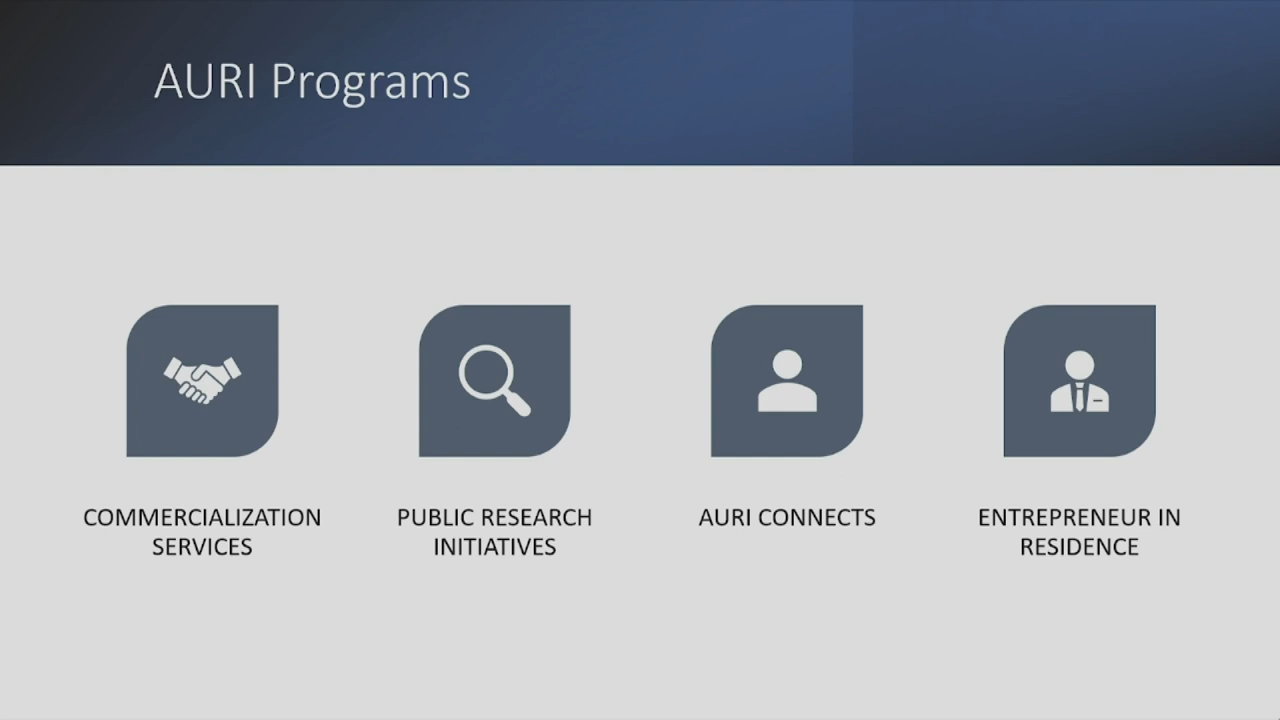 AURI Programs
COMMERCIALIZATION
SERVICES
PUBLIC RESEARCH
INITIATIVES
AURI CONNECTS
ENTREPRENEUR IN
RESIDENCE